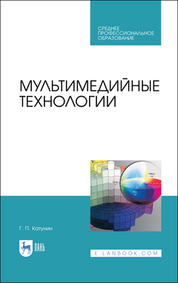 СРЕДНЕЕ
ПРОФЕССИОНАЛЬНОЕ
ОБРАЗОВАНИЕ
МУЛЬТИМЕДИЙНЫЕ
ТЕХНОЛОГИИ
Г. П. Катунин
ЛАНЬ
E.LANBOOK.COM